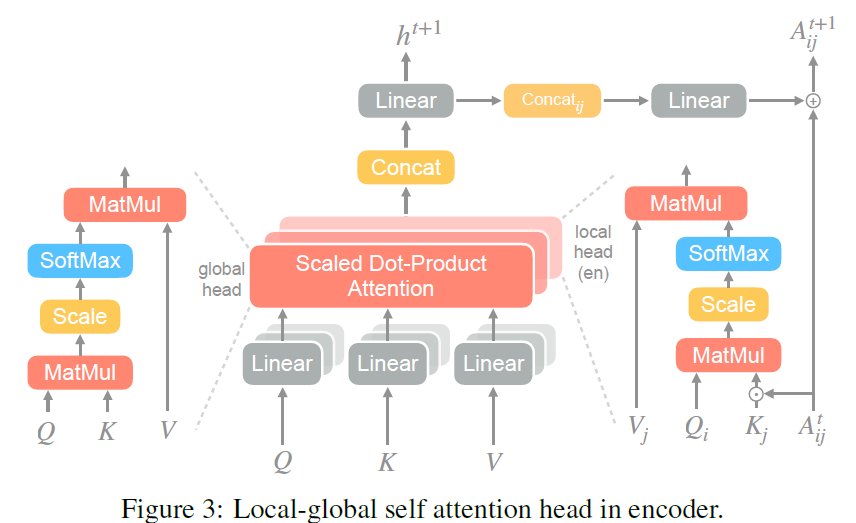 h^{t+1}
A_{ij}^{t+1}
Linear
Concat_{ij}
Linear
+
Concat
MatMul
SoftMax
Scale
MatMul
Q
K
V
global
head
Scaled Dot-Product
Attention
Linear
Linear
Linear
Q
K
V
local
head
(en)
MatMul
SoftMax
Scale
MatMul
V_j
Q_i
K_j
A_{ij}^t
Figure 3: Local-global self attention head in encoder.